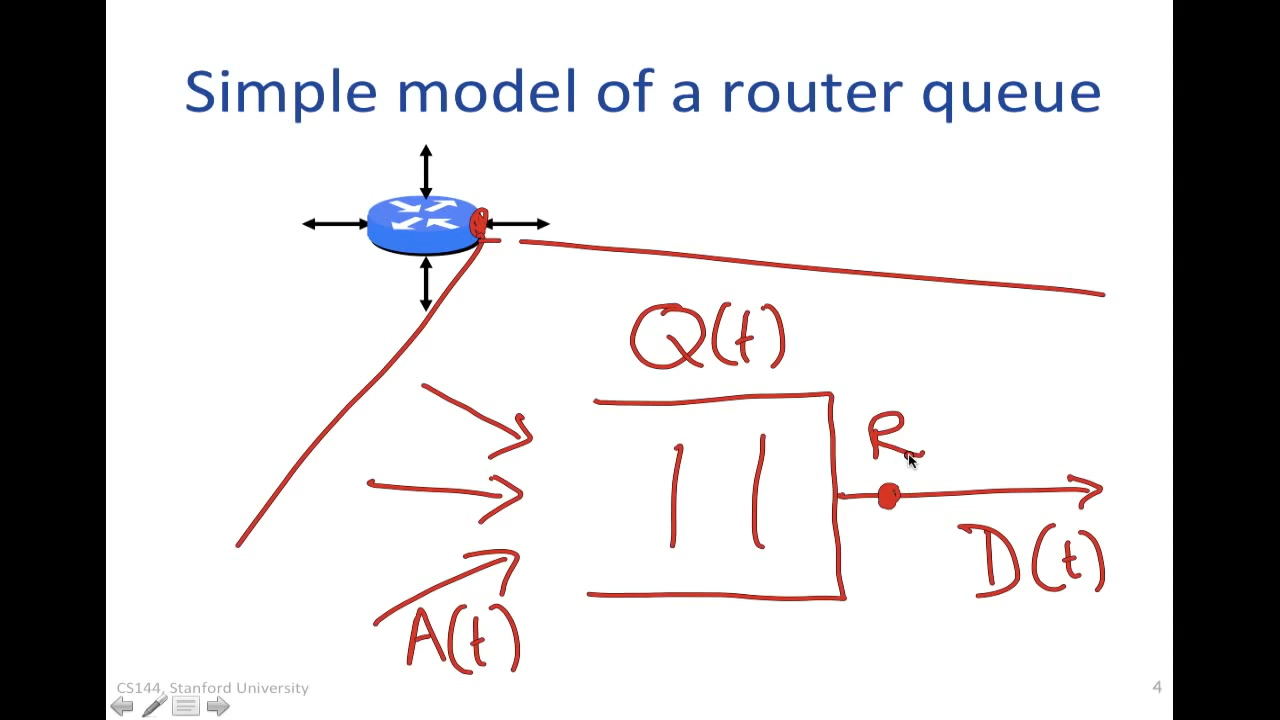 Simple model of a router queue
Q(t)
R
D(t)
A(t)
CS144, Stanford University
4